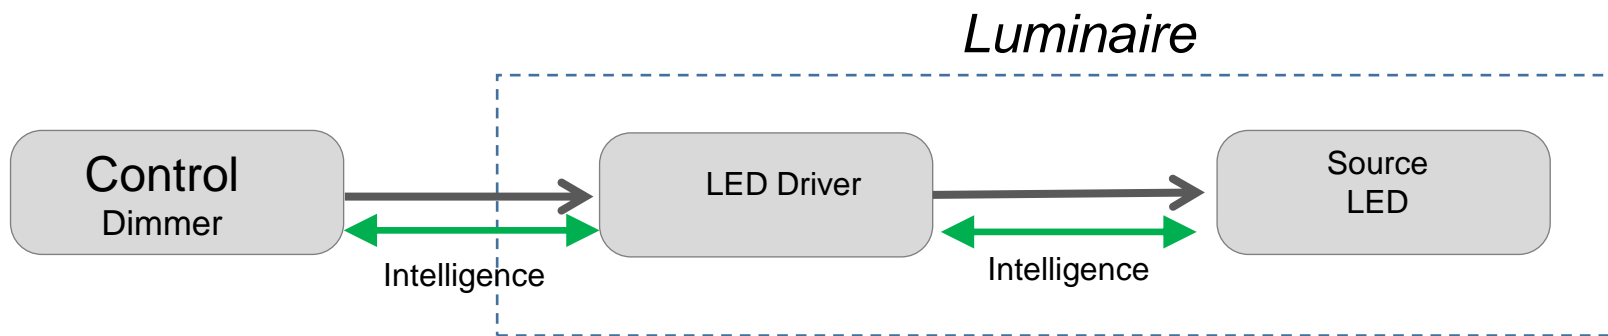 Luminaire
Control
Dimmer
LED Driver
Source
LED
Intelligence
Intelligence